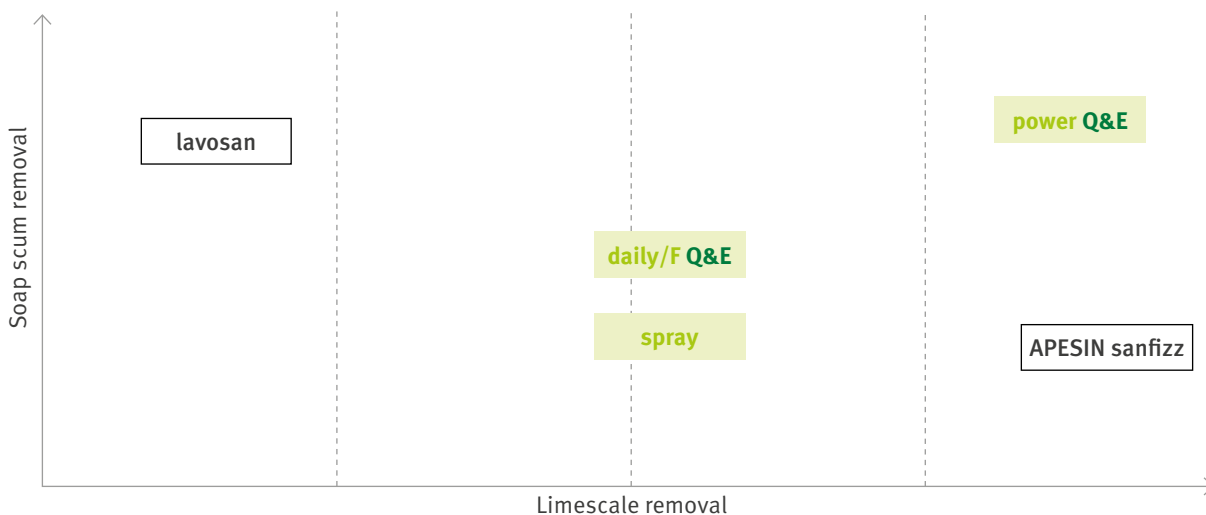 Soap scum removal
lavosan
power Q&E
daily/F Q&E
spray
APESIN sanfizz
Limescale removal